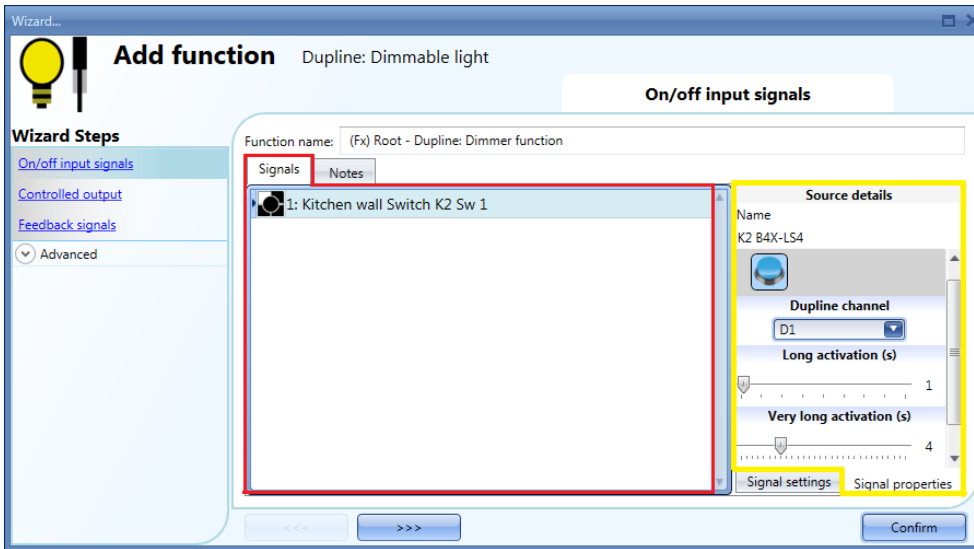 Wizard...
Add function Dupline: Dimmable light
On/off input signals
Wizard Steps
On/off input signals
Controlled output
Feedback signals
Advanced
Function name: (Fx) Root - Dupline: Dimmer function
Signals Notes
1: Kitchen wall Switch K2 Sw 1
Source details
Name
K2 B4X-LS4
Dupline channel
D1
Long activation (s)
1
Very long activation (s)
4
Signal settings Signal properties
<<< >>> Confirm